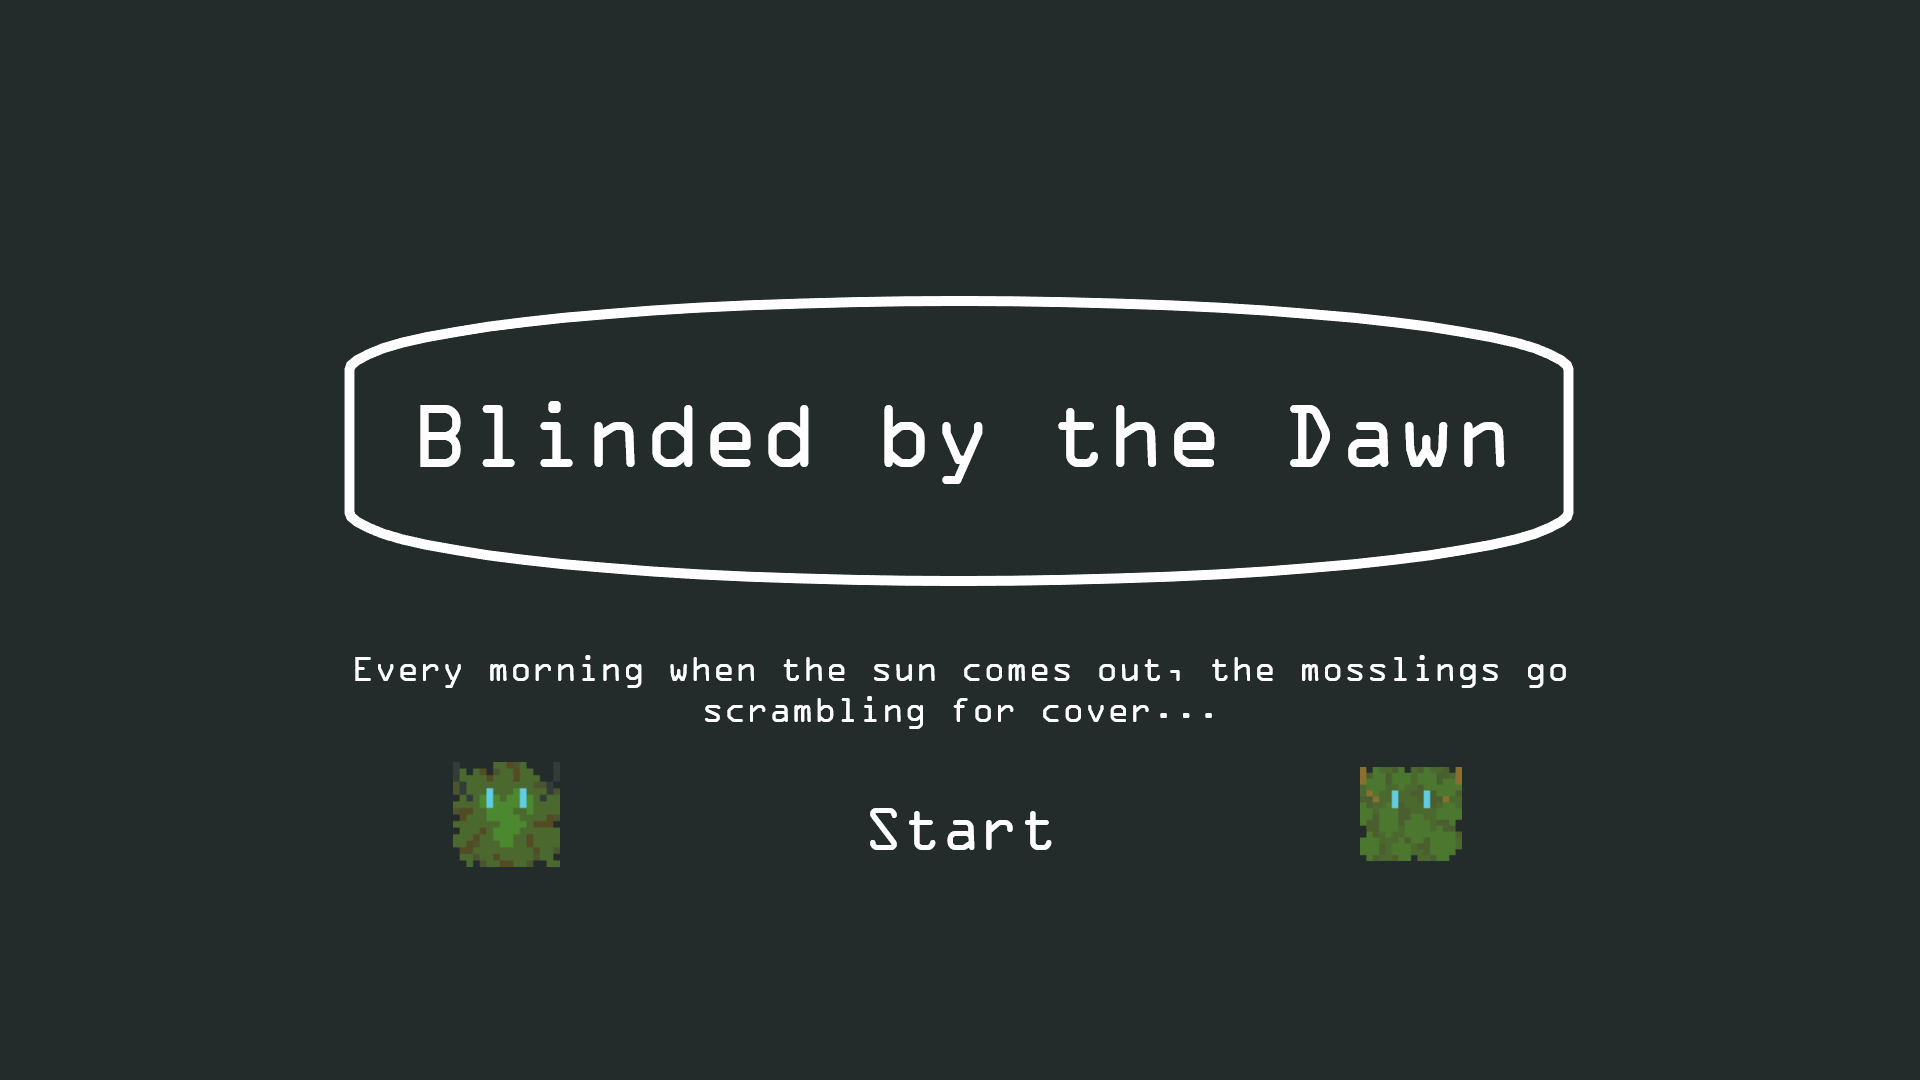 Blinded by the Dawn
Every morning when the sun comes out, the mosslings go
scrambling for cover...
Start